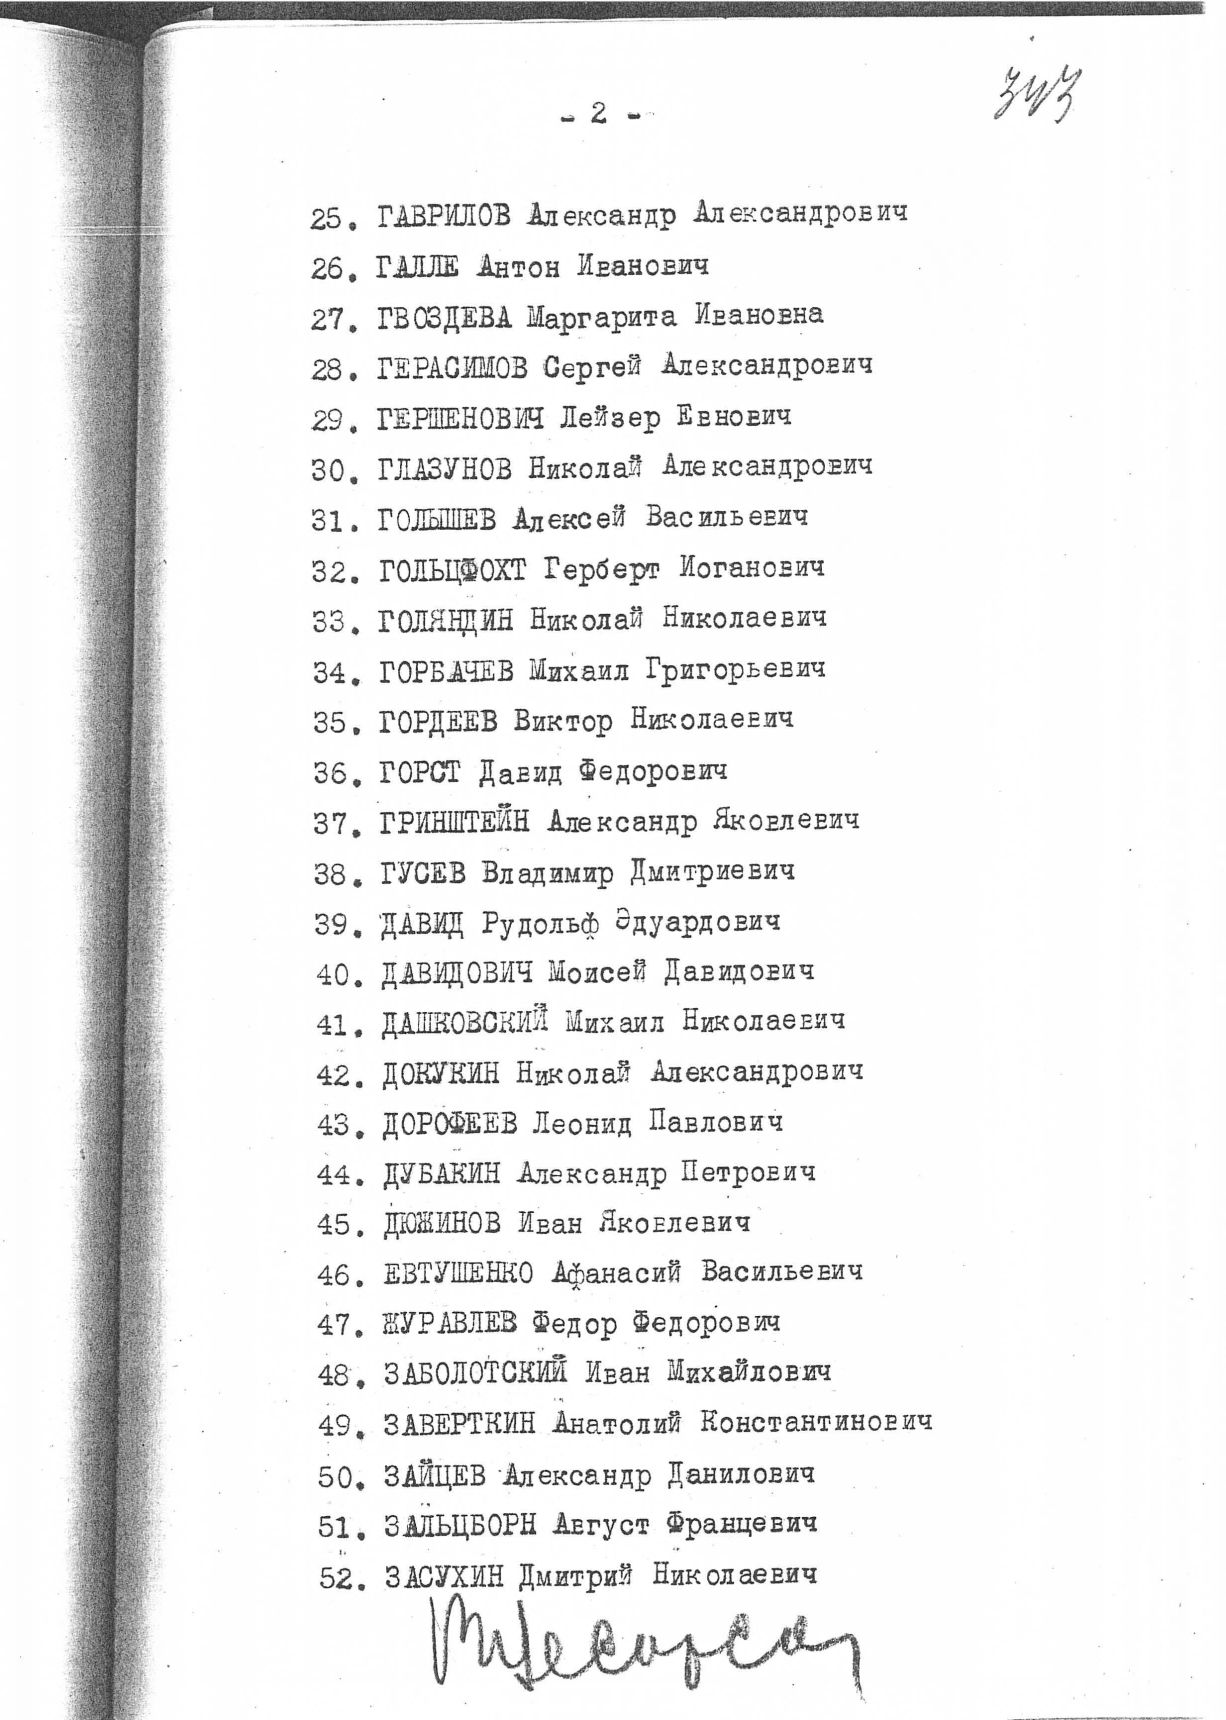 343
- 2 -
25. ГАВРИЛОВ Александр Александрович
26. ГАЛЛЕ Антон Иванович
27. ГВОЗДЕВА Маргарита Ивановна
28. ГЕРАСИМОВ Сергей Александрович
29. ГЕРШЕНОВИЧ Лейзер Евнович
30. ГЛАЗУНОВ Николай Александрович
31. ГОЛЫШЕВ Алексей Васильевич
32. ГОЛЬЦФОХТ Герберт Иоганович
33. ГОЛЯНДИН Николай Николаевич
34. ГОРБАЧЕВ Михаил Григорьевич
35. ГОРДЕЕВ Виктор Николаевич
36. ГОРСТ Давид Федорович
37. ГРИНШТЕЙН Александр Яковлевич
38. ГУСЕВ Владимир Дмитриевич
39. ДАВИД Рудольф Эдуардович
40. ДАВИДОВИЧ Моисей Давидович
41. ДАШКОВСКИЙ Михаил Николаевич
42. ДОКУКИН Николай Александрович
43. ДОРОФЕЕВ Леонид Павлович
44. ДУБАКИН Александр Петрович
45. ДЮЖИНОВ Иван Яковлевич
46. ЕВТУШЕНКО Афанасий Васильевич
47. ЖУРАВЛЕВ Федор Федорович
48. ЗАБОЛОТСКИЙ Иван Михайлович
49. ЗАВЕРТКИН Анатолий Константинович
50. ЗАЙЦЕВ Александр Данилович
51. ЗАЛЬЦБОРН Август Францевич
52. ЗАСУХИН Дмитрий Николаевич